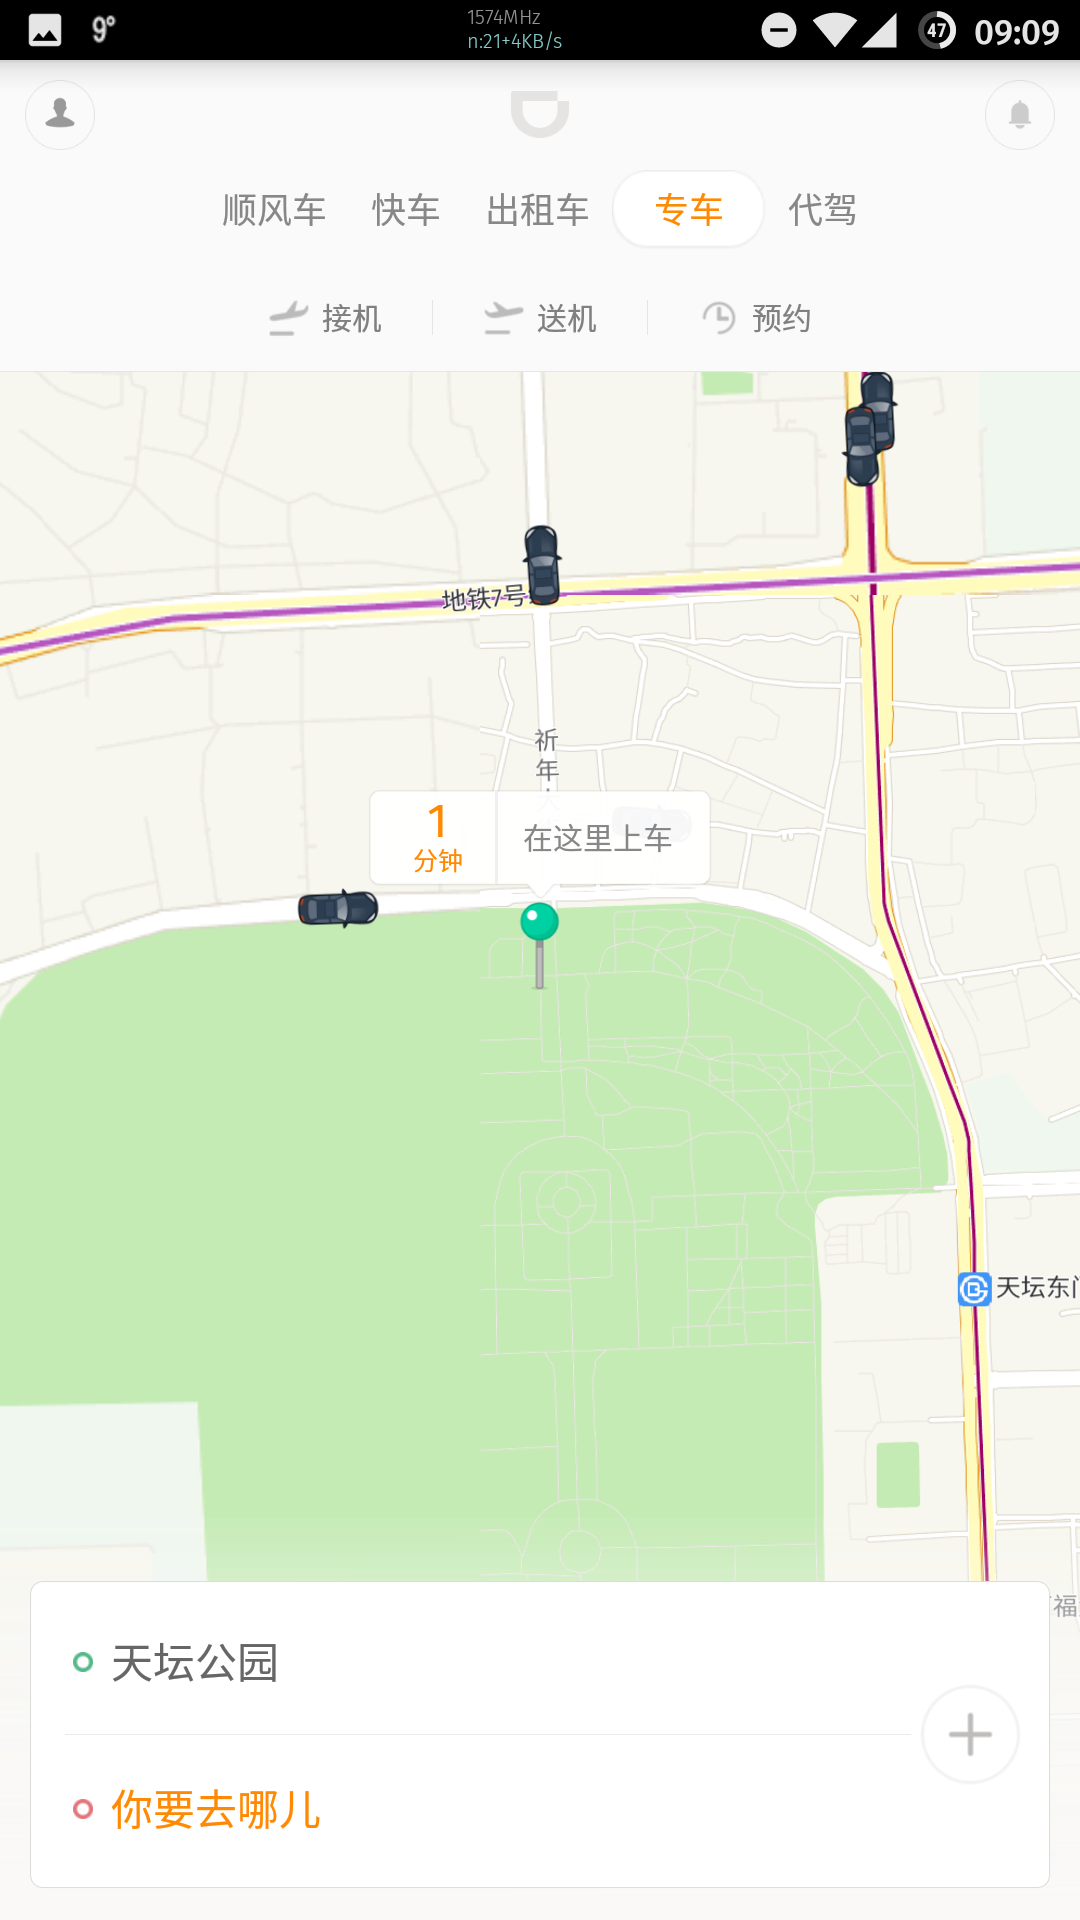 9°
1574MHz
n:21+4KB/s
47
09:09
顺风车 快车 出租车 专车 代驾
接机 送机 预约
地铁7号
祈年
1
分钟
在这里上车
天坛东门
福
天坛公园
你要去哪儿